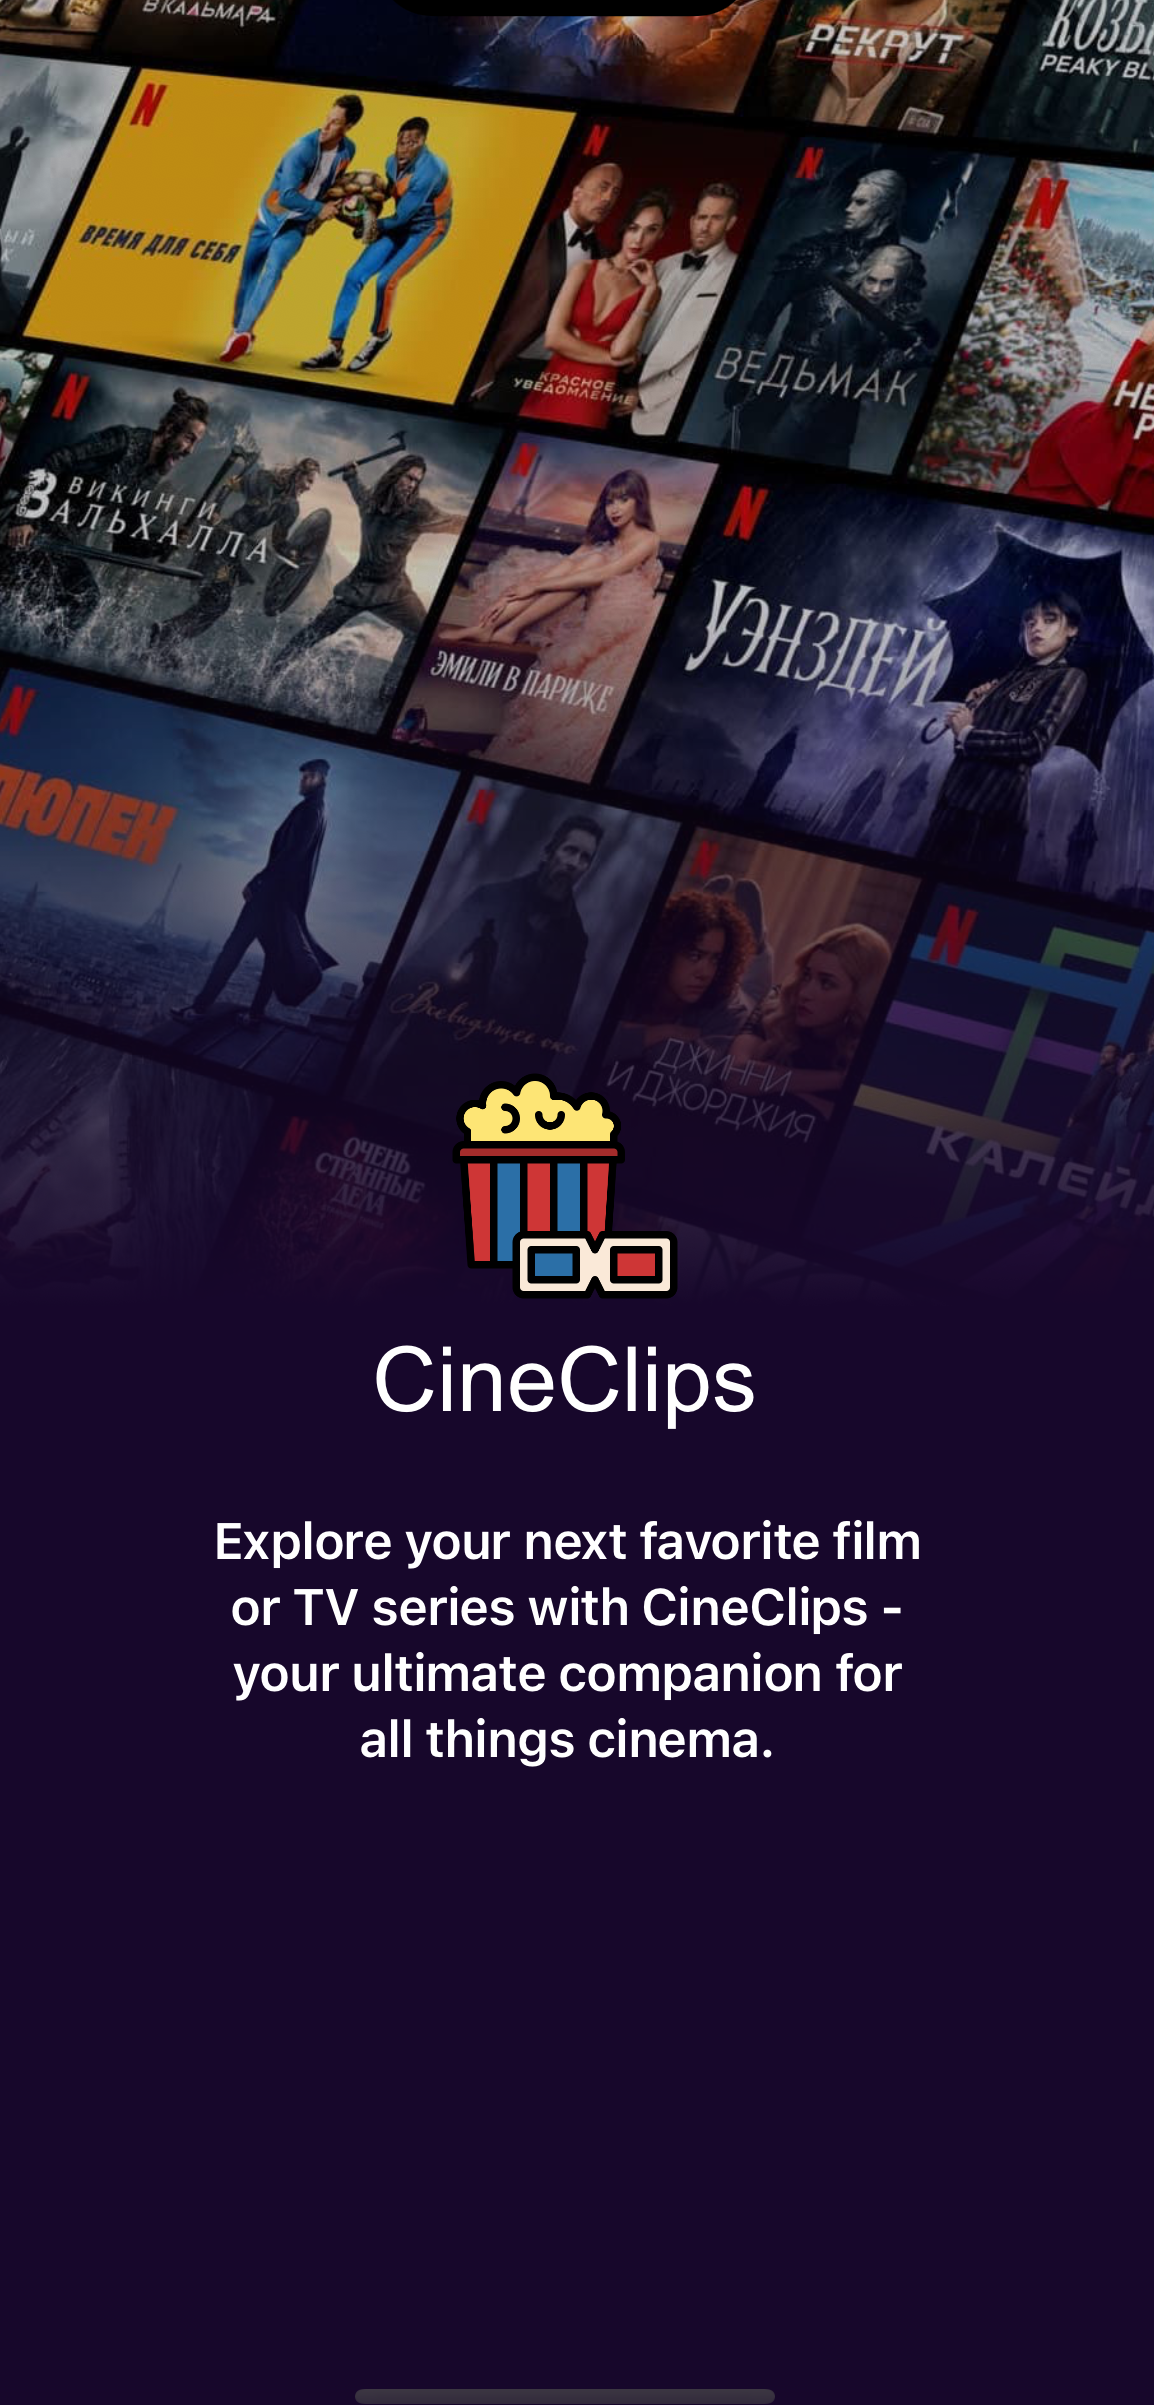 В КАЛЬМАРА
РЕКРУТ
PEAKY BL
N
ВРЕМЯ ДЛЯ СЕБЯ
N
КРАСНОЕ
УВЕДОМЛЕНИЕ
N
ВЕДЬМАК
N
НЕ
Р
N
ВИКИНГИ
ВАЛЬХАЛЛА
N
ЭМИЛИ В ПАРИЖЕ
N
УЭНЗДЕЙ
N
ЛЮПЕН
N
Всевидящее око
N
ДЖИННИ
И ДЖОРДЖИЯ
N
КАЛЕЙ
N
ОЧЕНЬ
СТРАННЫЕ
ДЕЛА
CineClips
Explore your next favorite film
or TV series with CineClips -
your ultimate companion for
all things cinema.